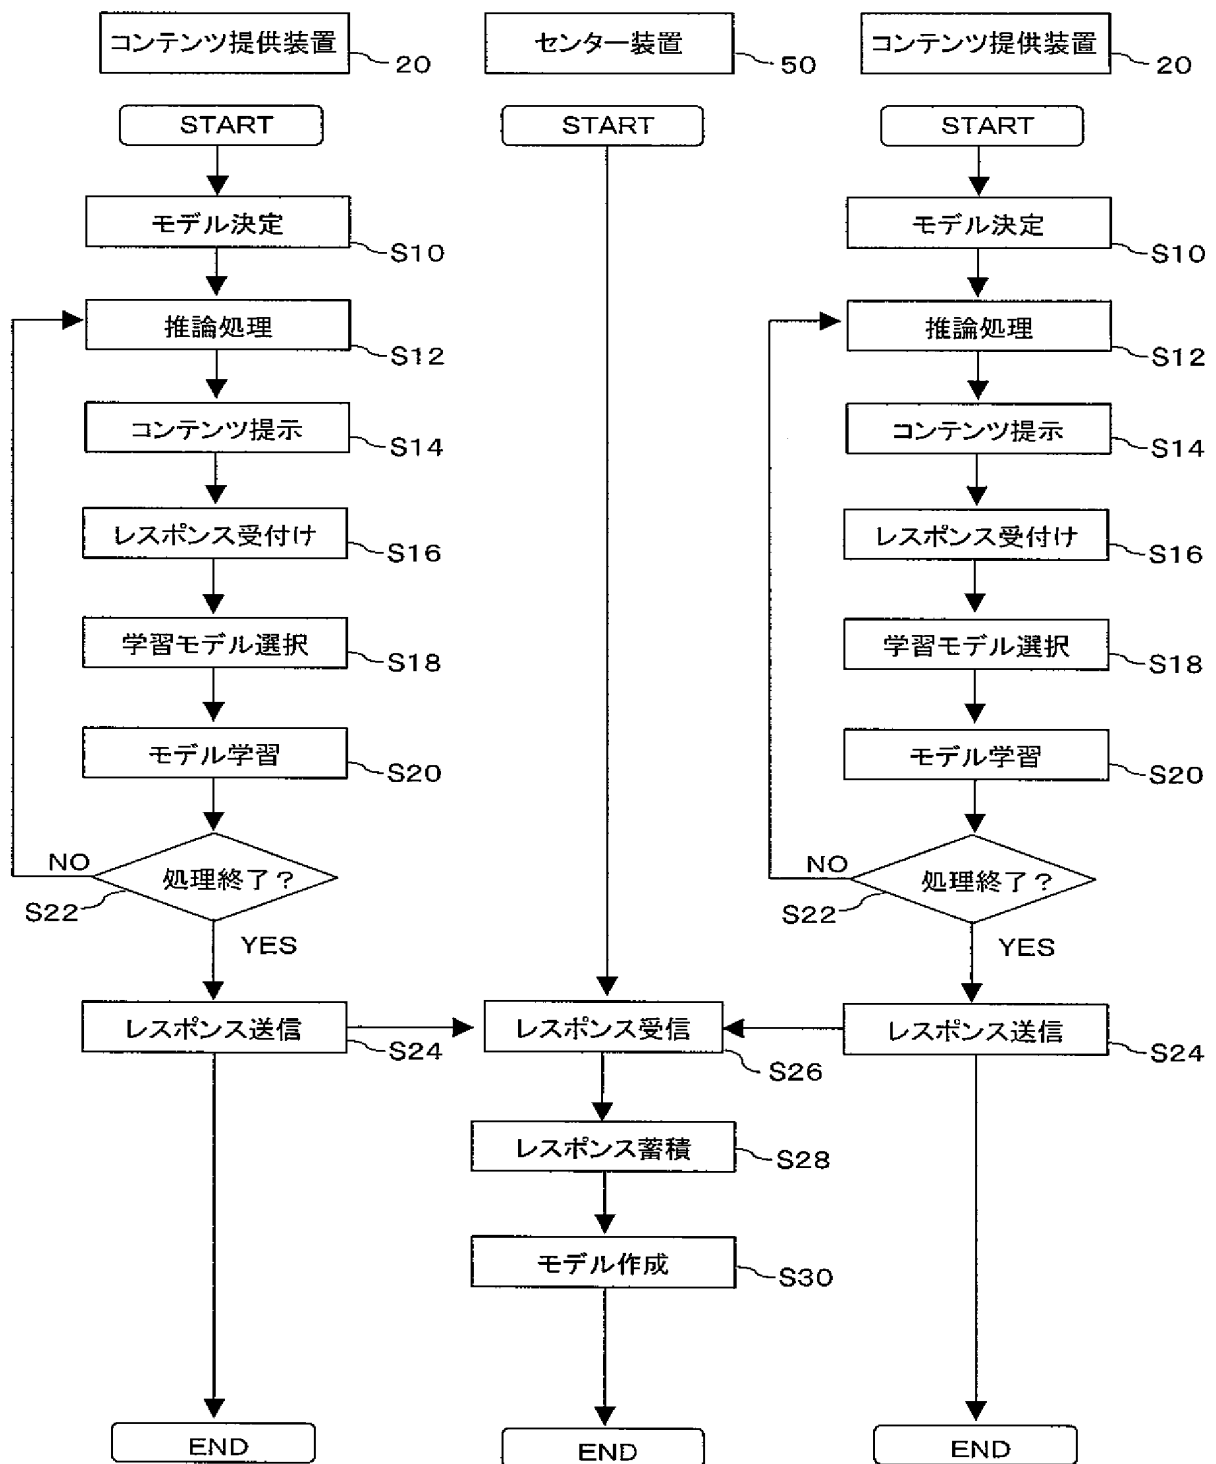 コンテンツ提供装置
20
START
モデル決定
S10
推論処理
S12
コンテンツ提示
S14
レスポンス受付け
S16
学習モデル選択
S18
モデル学習
S20
NO
処理終了？
S22
YES
レスポンス送信
S24
END
センター装置
50
START
レスポンス受信
S26
レスポンス蓄積
S28
モデル作成
S30
END
コンテンツ提供装置
20
START
モデル決定
S10
推論処理
S12
コンテンツ提示
S14
レスポンス受付け
S16
学習モデル選択
S18
モデル学習
S20
NO
処理終了？
S22
YES
レスポンス送信
S24
END